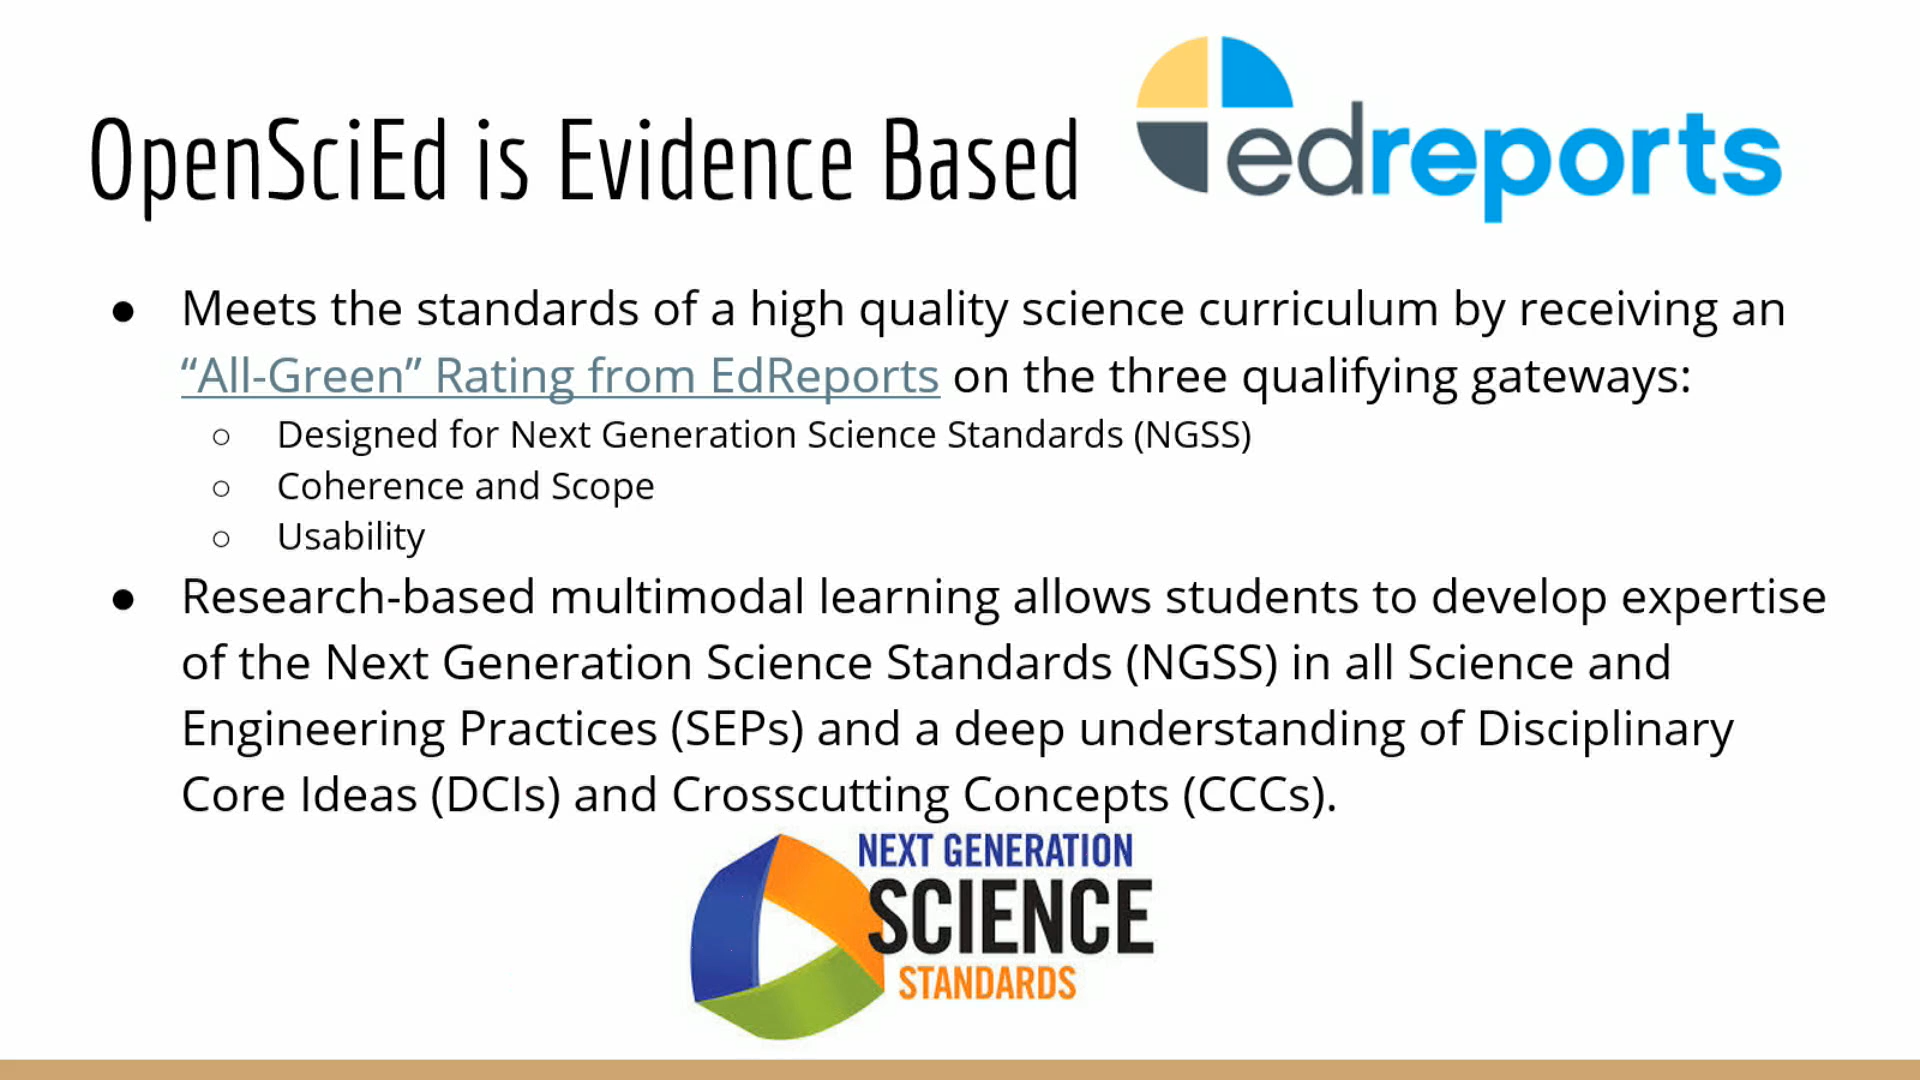 OpenSciEd is Evidence Based
edreports
● Meets the standards of a high quality science curriculum by receiving an
“All-Green” Rating from EdReports on the three qualifying gateways:
○ Designed for Next Generation Science Standards (NGSS)
○ Coherence and Scope
○ Usability
● Research-based multimodal learning allows students to develop expertise
of the Next Generation Science Standards (NGSS) in all Science and
Engineering Practices (SEPs) and a deep understanding of Disciplinary
Core Ideas (DCIs) and Crosscutting Concepts (CCCs).
NEXT GENERATION
SCIENCE
STANDARDS